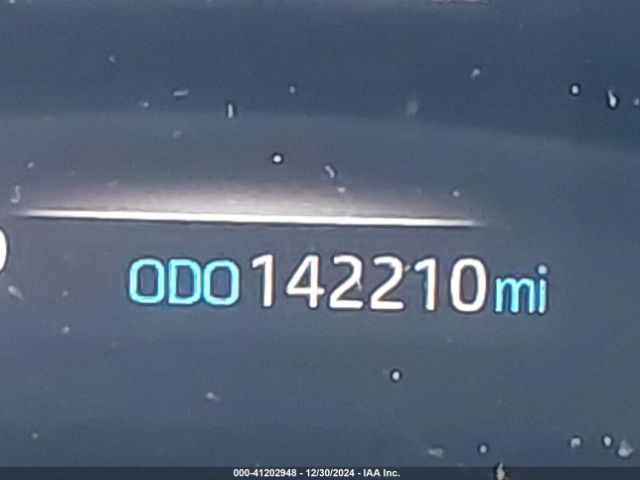 ODO 142210 mi
000-41202948 - 12/30/2024 - IAA Inc.